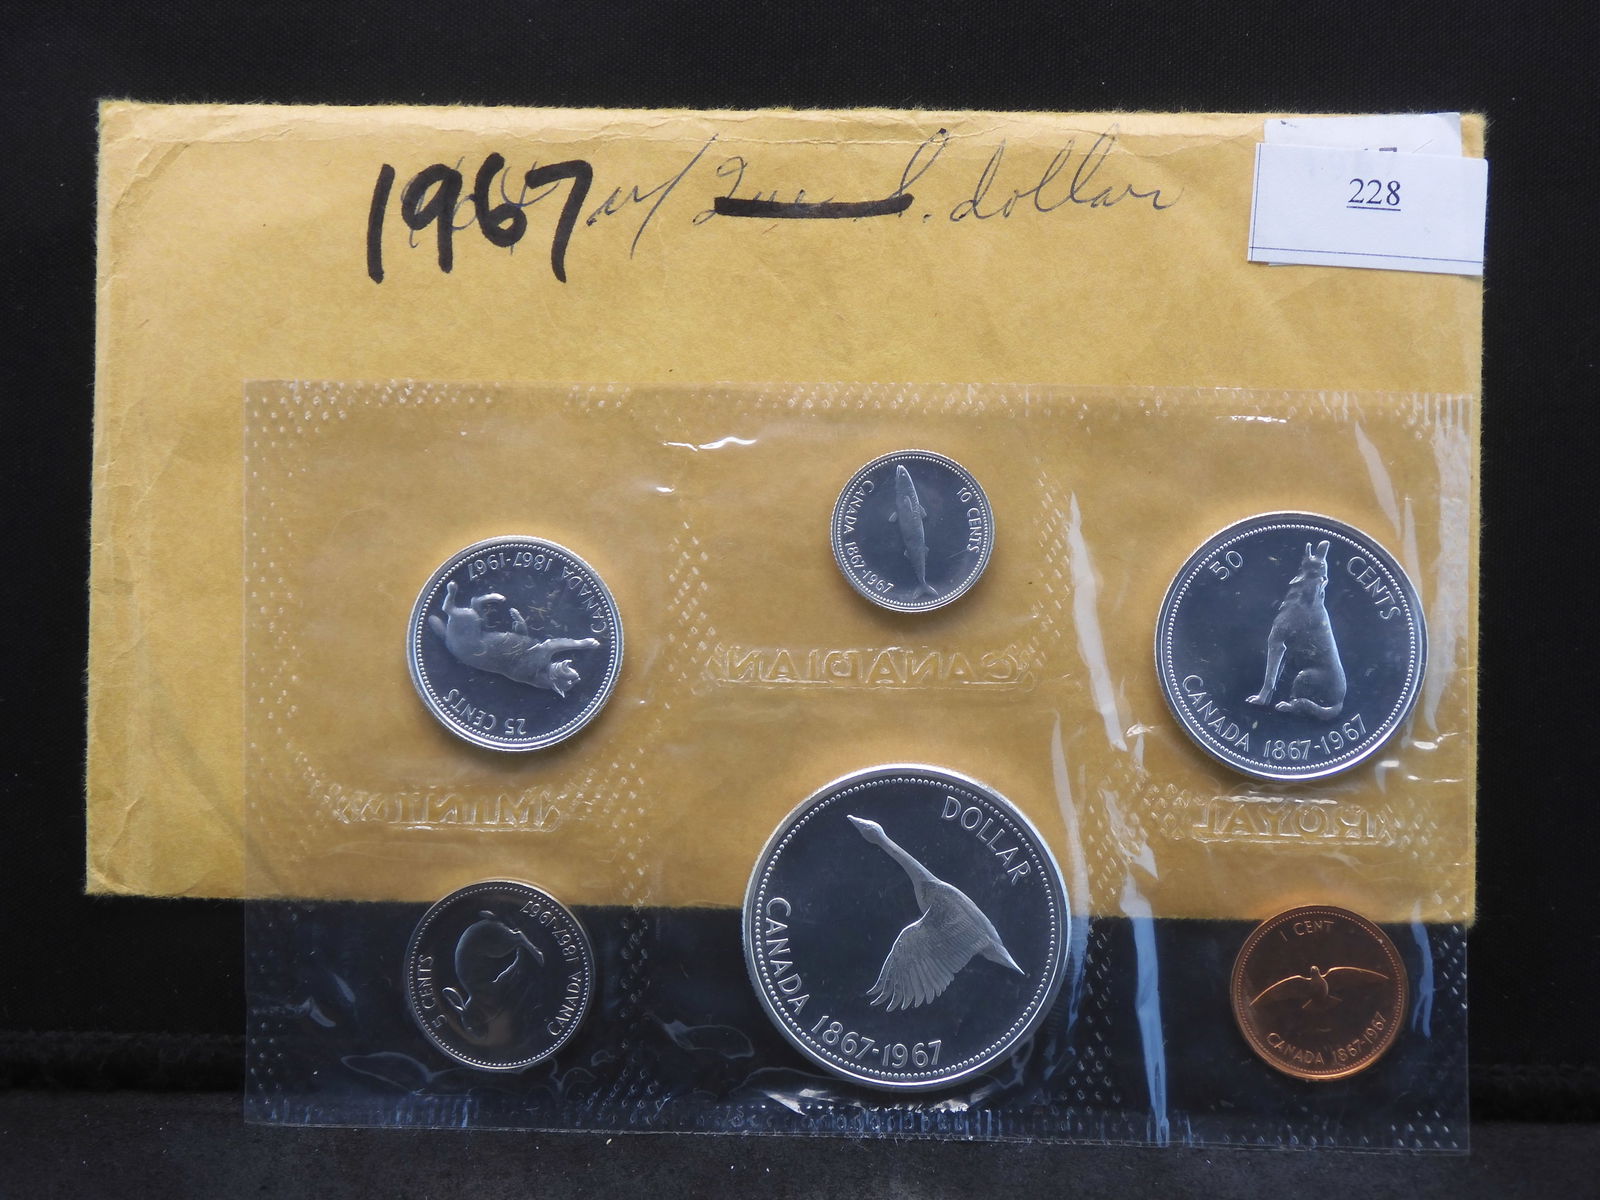 1967 w/ dollar
228
10 CENTS
CANADA 1867-1967
CANADA 1867-1967
25 CENTS
50 CENTS
CANADA 1867-1967
CANADIAN
MINT
ROYAL
DOLLAR
CANADA 1867-1967
5 CENTS
CANADA 1867-1967
1 CENT
CANADA 1867-1967